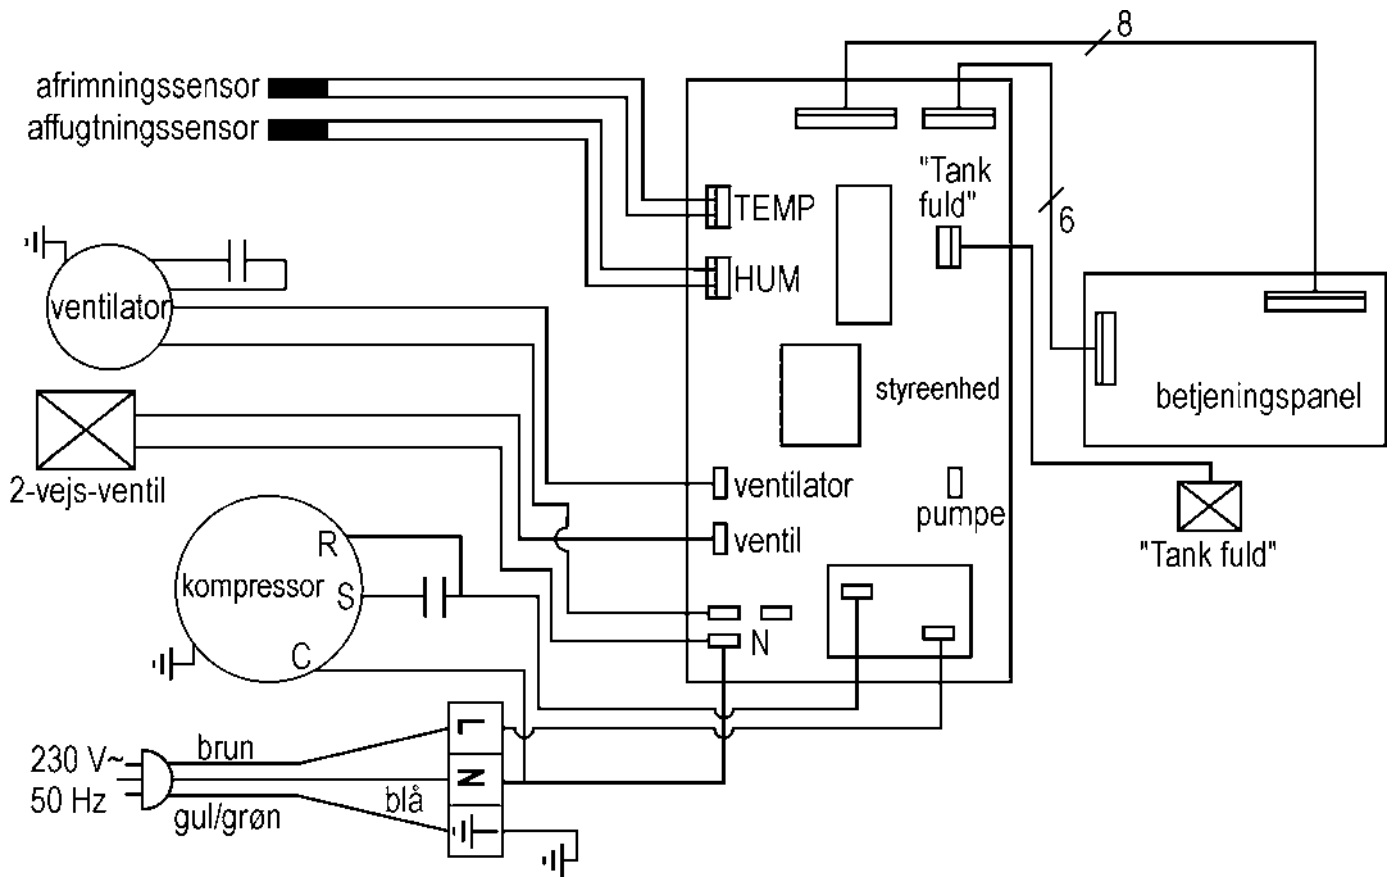 8
afrimningssensor
affugtningssensor
"Tank
fuld"
TEMP
6
HUM
ventilator
styreenhed
betjeningspanel
2-vejs-ventil
ventilator
pumpe
ventil
"Tank fuld"
R
kompressor
S
N
C
L
brun
230 V~
N
50 Hz
blå
gul/grøn